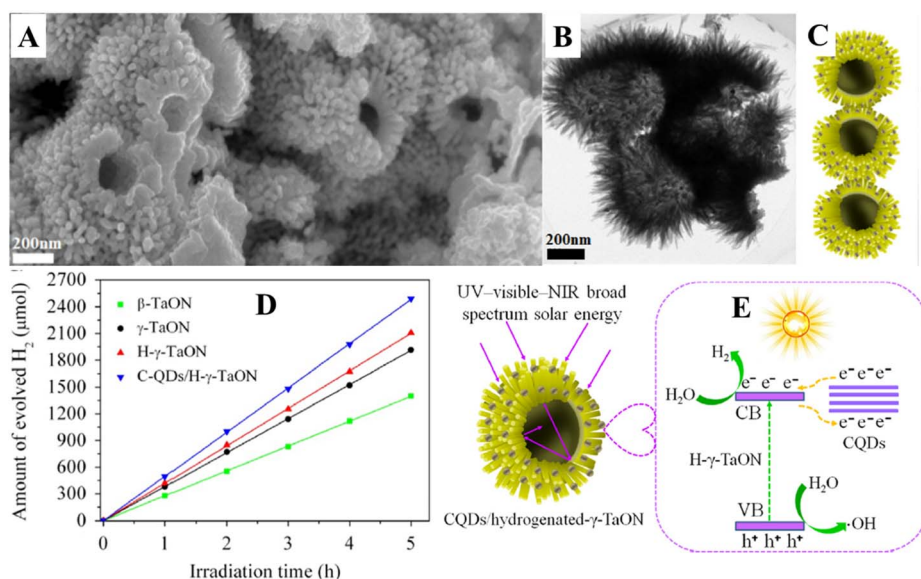 A
200nm
B
200nm
C
D
Amount of evolved H₂ (μmol)
2700
2400
2100
1800
1500
1200
900
600
300
0
β-TaON
γ-TaON
H-γ-TaON
C-QDs/H-γ-TaON
0 1 2 3 4 5
Irradiation time (h)
UV–visible–NIR broad
spectrum solar energy
CQDs/hydrogenated-γ-TaON
E
H₂
H₂O
e⁻ e⁻ e⁻
CB
e⁻e⁻e⁻
e⁻e⁻e⁻
CQDs
H-γ-TaON
H₂O
VB
h⁺ h⁺ h⁺
·OH